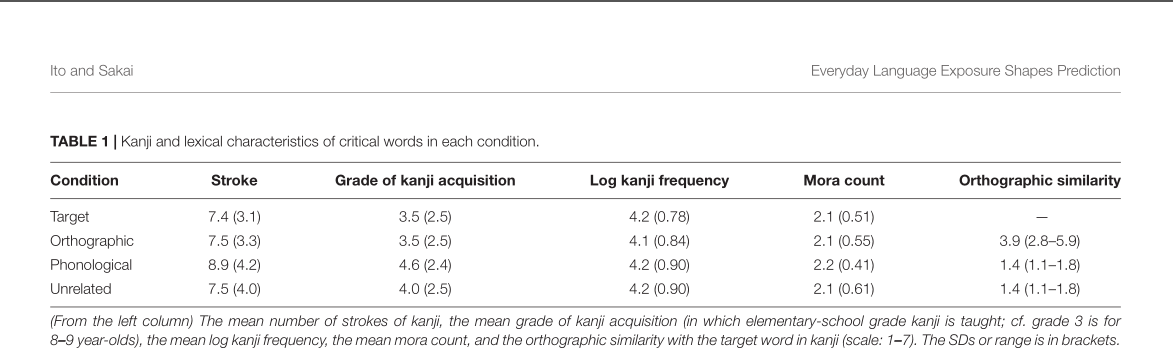 Ito and Sakai Everyday Language Exposure Shapes Prediction
TABLE 1 | Kanji and lexical characteristics of critical words in each condition.
Condition Stroke Grade of kanji acquisition Log kanji frequency Mora count Orthographic similarity
Target 7.4 (3.1) 3.5 (2.5) 4.2 (0.78) 2.1 (0.51) —
Orthographic 7.5 (3.3) 3.5 (2.5) 4.1 (0.84) 2.1 (0.55) 3.9 (2.8–5.9)
Phonological 8.9 (4.2) 4.6 (2.4) 4.2 (0.90) 2.2 (0.41) 1.4 (1.1–1.8)
Unrelated 7.5 (4.0) 4.0 (2.5) 4.2 (0.90) 2.1 (0.61) 1.4 (1.1–1.8)
(From the left column) The mean number of strokes of kanji, the mean grade of kanji acquisition (in which elementary-school grade kanji is taught; cf. grade 3 is for
8–9 year-olds), the mean log kanji frequency, the mean mora count, and the orthographic similarity with the target word in kanji (scale: 1–7). The SDs or range is in brackets.